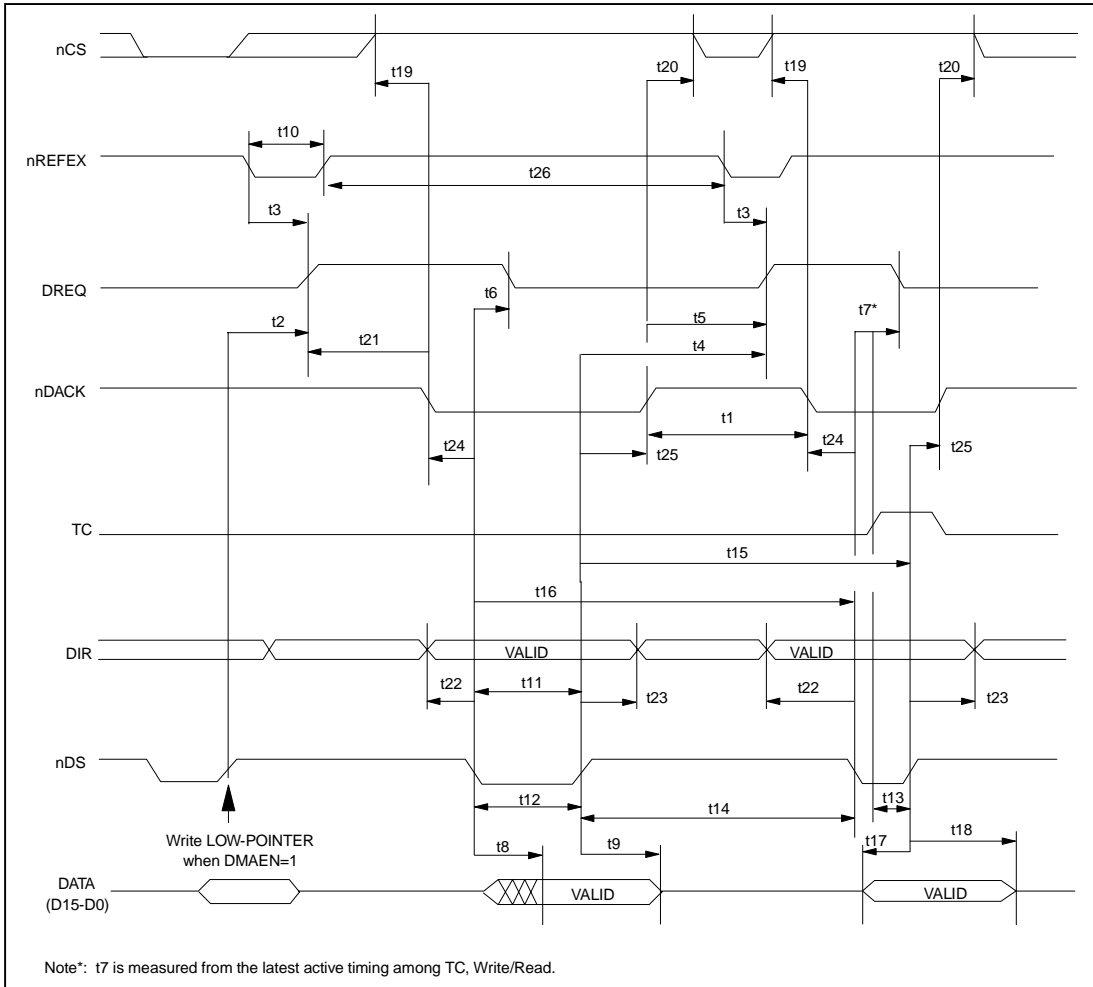 nCS
t19
t20
t19
t20
t10
nREFEX
t26
t3
t3
DREQ
t6
t7*
t2
t5
t21
t4
nDACK
t1
t24
t25
t24
t25
TC
t15
t16
DIR
VALID
VALID
t22
t11
t23
t22
t23
nDS
t12
t14
t13
Write LOW-POINTER
when DMAEN=1
t8
t9
t17
t18
DATA
(D15-D0)
VALID
VALID
Note*: t7 is measured from the latest active timing among TC, Write/Read.